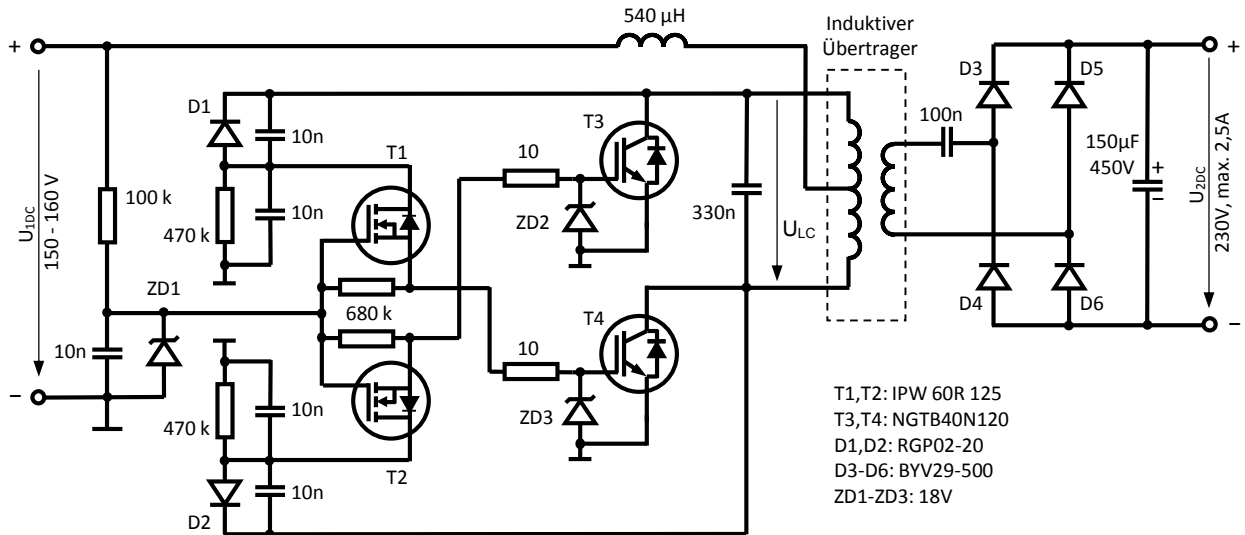 540 µH
Induktiver
Übertrager
+
+
D1
10n
T1
T3
10
D3
D5
100n
150µF
450V
+
−
U1DC
150 - 160 V
100 k
470 k
10n
ZD2
330n
ULC
U2DC
230V, max. 2,5A
ZD1
680 k
T4
D4
D6
10n
10
−
−
470 k
10n
ZD3
T2
10n
D2
T1,T2: IPW 60R 125
T3,T4: NGTB40N120
D1,D2: RGP02-20
D3-D6: BYV29-500
ZD1-ZD3: 18V